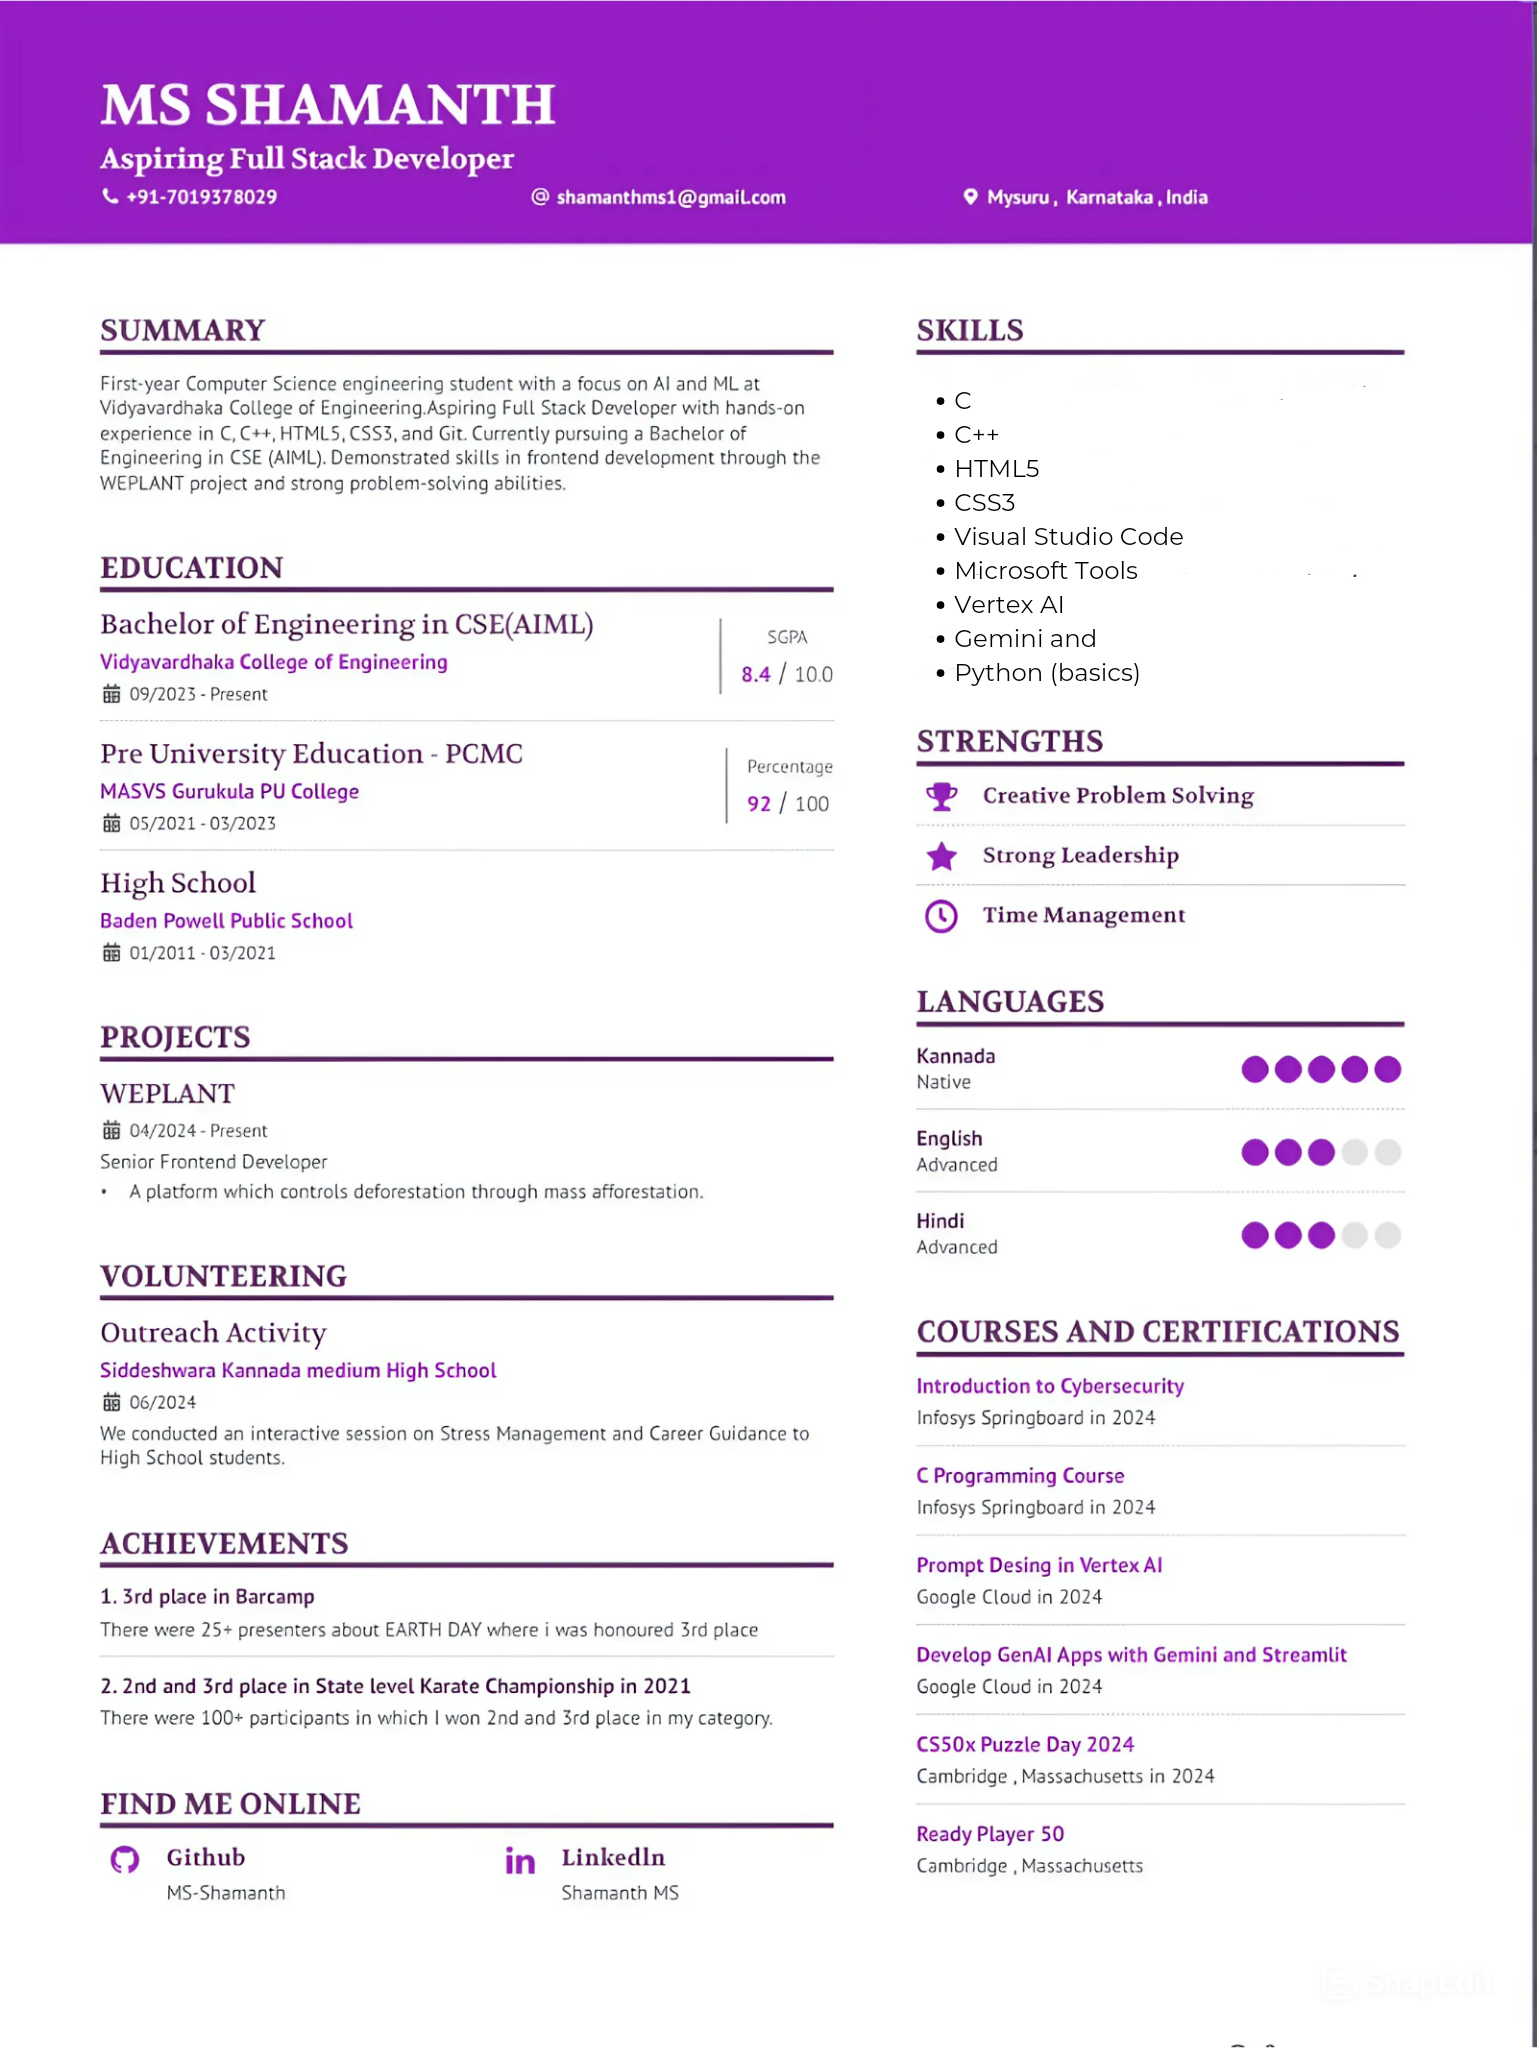 MS SHAMANTH
Aspiring Full Stack Developer
+91-7019378029
@ shamanthms1@gmail.com
Mysuru , Karnataka , India
SUMMARY
First-year Computer Science engineering student with a focus on AI and ML at
Vidyavardhaka College of Engineering.Aspiring Full Stack Developer with hands-on
experience in C, C++, HTML5, CSS3, and Git. Currently pursuing a Bachelor of
Engineering in CSE (AIML). Demonstrated skills in frontend development through the
WEPLANT project and strong problem-solving abilities.
EDUCATION
Bachelor of Engineering in CSE(AIML)
Vidyavardhaka College of Engineering
09/2023 - Present
SGPA
8.4 / 10.0
Pre University Education - PCMC
MASVS Gurukula PU College
05/2021 - 03/2023
Percentage
92 / 100
High School
Baden Powell Public School
01/2011 - 03/2021
PROJECTS
WEPLANT
04/2024 - Present
Senior Frontend Developer
• A platform which controls deforestation through mass afforestation.
VOLUNTEERING
Outreach Activity
Siddeshwara Kannada medium High School
06/2024
We conducted an interactive session on Stress Management and Career Guidance to
High School students.
ACHIEVEMENTS
1. 3rd place in Barcamp
There were 25+ presenters about EARTH DAY where i was honoured 3rd place
2. 2nd and 3rd place in State level Karate Championship in 2021
There were 100+ participants in which I won 2nd and 3rd place in my category.
FIND ME ONLINE
Github
MS-Shamanth
in LinkedIn
Shamanth MS
SKILLS
• C
• C++
• HTML5
• CSS3
• Visual Studio Code
• Microsoft Tools
• Vertex AI
• Gemini and
• Python (basics)
STRENGTHS
Creative Problem Solving
Strong Leadership
Time Management
LANGUAGES
Kannada
Native
English
Advanced
Hindi
Advanced
COURSES AND CERTIFICATIONS
Introduction to Cybersecurity
Infosys Springboard in 2024
C Programming Course
Infosys Springboard in 2024
Prompt Desing in Vertex AI
Google Cloud in 2024
Develop GenAI Apps with Gemini and Streamlit
Google Cloud in 2024
CS50x Puzzle Day 2024
Cambridge , Massachusetts in 2024
Ready Player 50
Cambridge , Massachusetts
SnapEdit